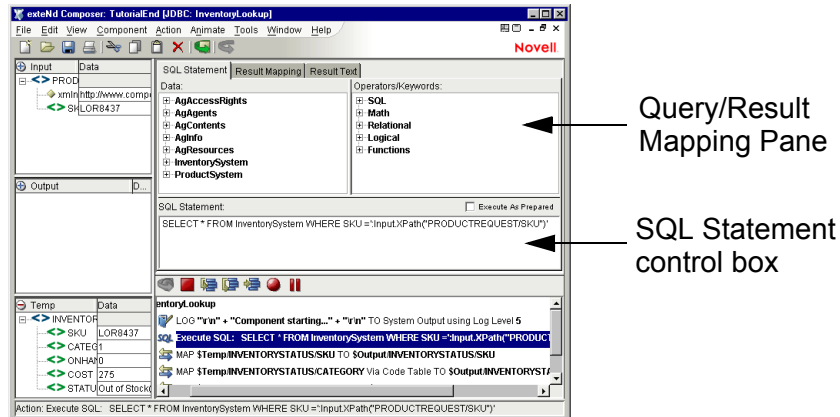 exteNd Composer: TutorialEnd [JDBC: InventoryLookup]
File Edit View Component Action Animate Tools Window Help
Novell
Input Data
PROD
xmln http://www.compe
SK LOR8437
SQL Statement Result Mapping Result Text
Data:
AgAccessRights
AgAgents
AgContents
AgInfo
AgResources
InventorySystem
ProductSystem
Operators/Keywords:
SQL
Math
Relational
Logical
Functions
Query/Result
Mapping Pane
Output D...
SQL Statement: Execute As Prepared
SELECT * FROM InventorySystem WHERE SKU =':Input.XPath("PRODUCTREQUEST/SKU")'
SQL Statement
control box
Temp Data
INVENTOR
SKU LOR8437
CATEG 1
ONHAN 0
COST 275
STATU Out of Stock(
entoryLookup
LOG "\r\n" + "Component starting..." + "\r\n" TO System Output using Log Level 5
SQL Execute SQL: SELECT * FROM InventorySystem WHERE SKU =':Input.XPath("PRODUCT
MAP $Temp/INVENTORYSTATUS/SKU TO $Output/INVENTORYSTATUS/SKU
MAP $Temp/INVENTORYSTATUS/CATEGORY Via Code Table TO $Output/INVENTORYSTA
Action: Execute SQL: SELECT * FROM InventorySystem WHERE SKU =':Input.XPath("PRODUCTREQUEST/SKU")'